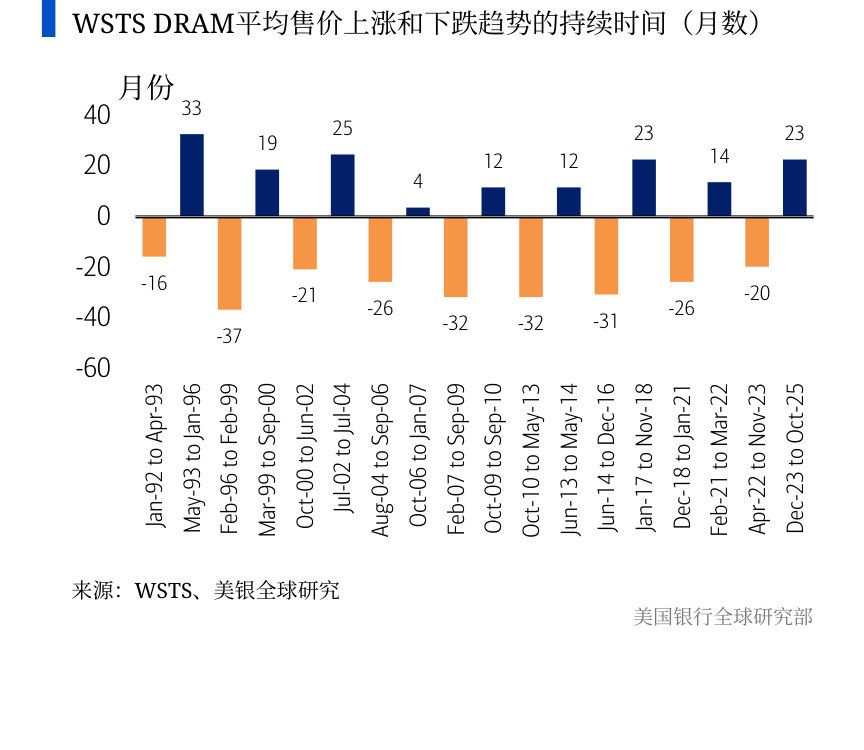 WSTS DRAM平均售价上涨和下跌趋势的持续时间（月数）
月份
40
20
0
-20
-40
-60
33
19
25
4
12
12
23
14
23
-16
-37
-21
-26
-32
-32
-31
-26
-20
Jan-92 to Apr-93
May-93 to Jan-96
Feb-96 to Feb-99
Mar-99 to Sep-00
Oct-00 to Jun-02
Jul-02 to Jul-04
Aug-04 to Sep-06
Oct-06 to Jan-07
Feb-07 to Sep-09
Oct-09 to Sep-10
Oct-10 to May-13
Jun-13 to May-14
Jun-14 to Dec-16
Jan-17 to Nov-18
Dec-18 to Jan-21
Feb-21 to Mar-22
Apr-22 to Nov-23
Dec-23 to Oct-25
来源：WSTS、美银全球研究
美国银行全球研究部